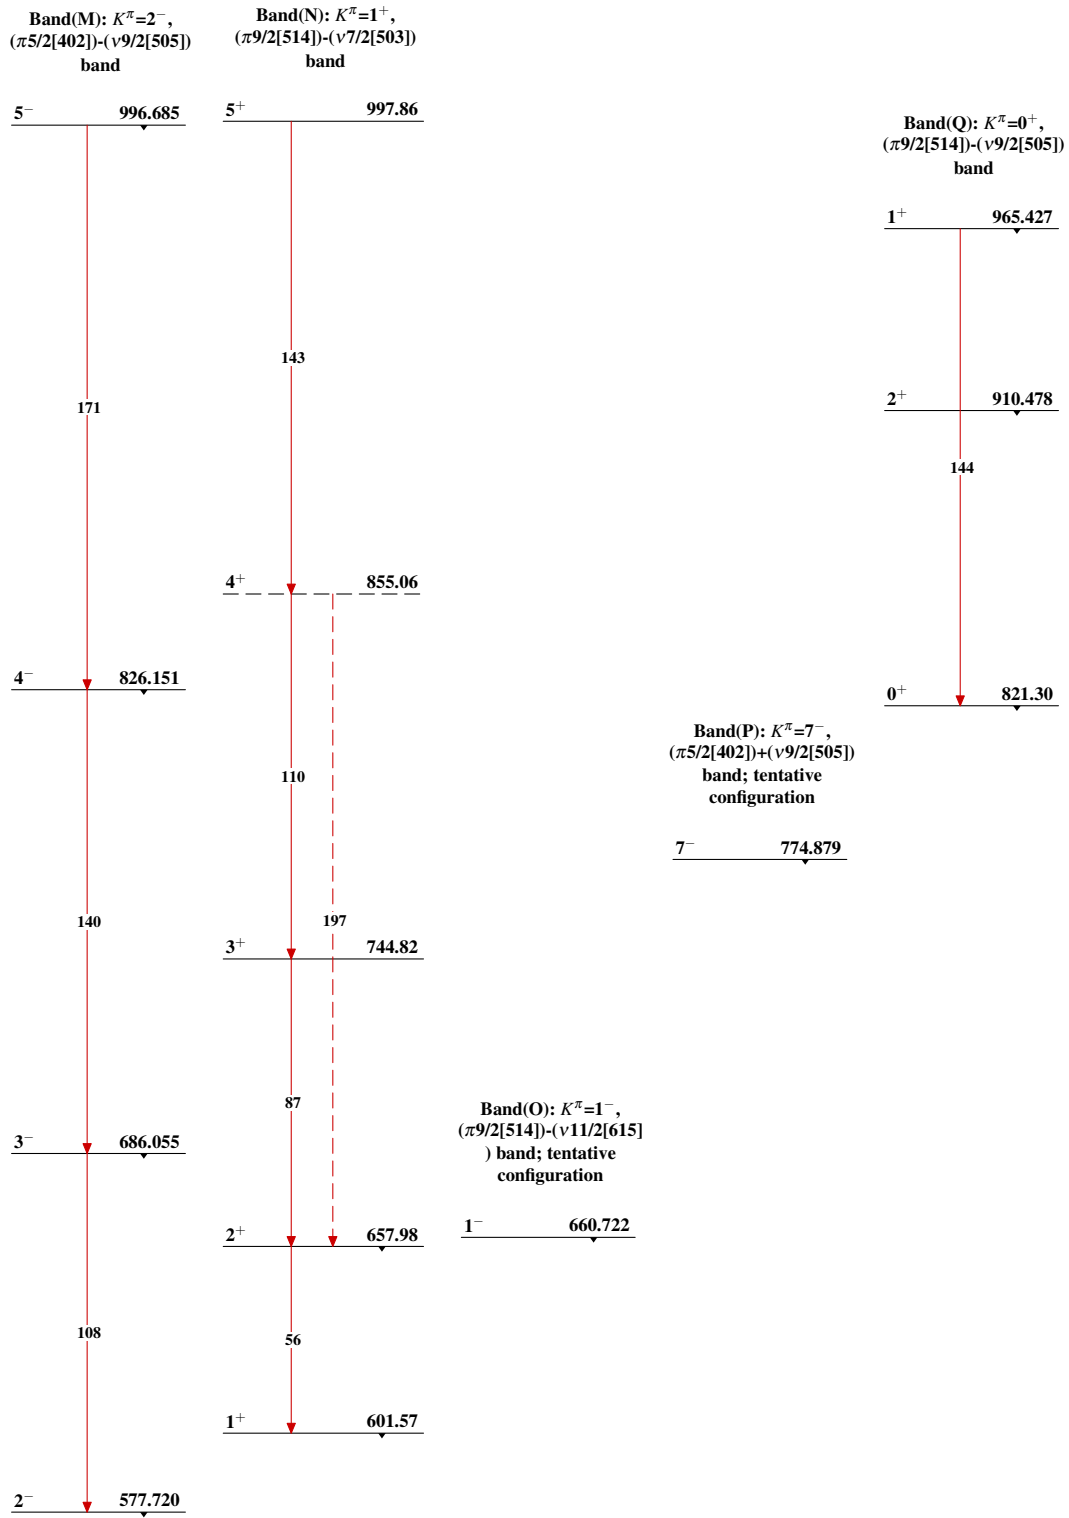 Band(M): K^π=2⁻,
(π5/2[402])-(ν9/2[505])
band
5⁻ 996.685
171
4⁻ 826.151
140
3⁻ 686.055
108
2⁻ 577.720
Band(N): K^π=1⁺,
(π9/2[514])-(ν7/2[503])
band
5⁺ 997.86
143
4⁺ 855.06
110
197
3⁺ 744.82
87
2⁺ 657.98
56
1⁺ 601.57
Band(O): K^π=1⁻,
(π9/2[514])-(ν11/2[615]
) band; tentative
configuration
1⁻ 660.722
Band(P): K^π=7⁻,
(π5/2[402])+(ν9/2[505])
band; tentative
configuration
7⁻ 774.879
Band(Q): K^π=0⁺,
(π9/2[514])-(ν9/2[505])
band
1⁺ 965.427
2⁺ 910.478
144
0⁺ 821.30